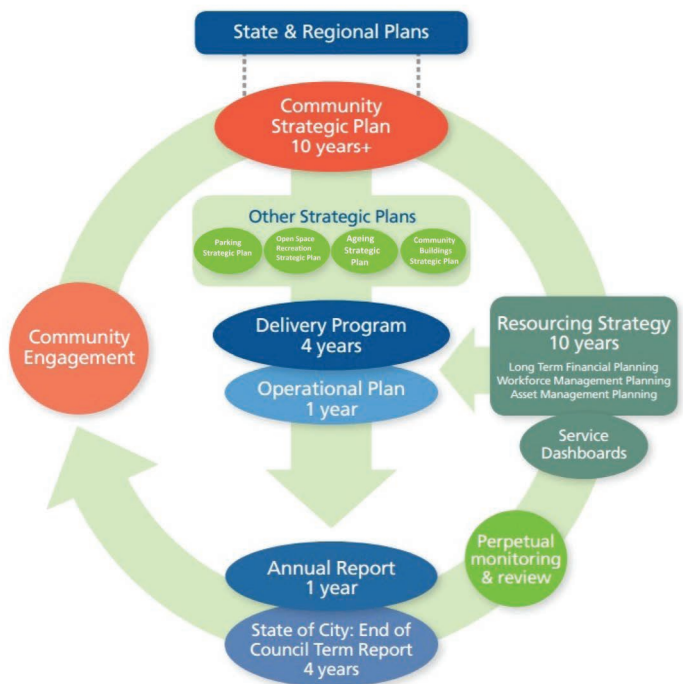 State & Regional Plans
Community
Strategic Plan
10 years+
Other Strategic Plans
Parking
Strategic Plan
Open Space
Recreation
Strategic Plan
Ageing
Strategic
Plan
Community
Buildings
Strategic Plan
Community
Engagement
Delivery Program
4 years
Operational Plan
1 year
Resourcing Strategy
10 years
Long Term Financial Planning
Workforce Management Planning
Asset Management Planning
Service
Dashboards
Perpetual
monitoring
& review
Annual Report
1 year
State of City: End of
Council Term Report
4 years